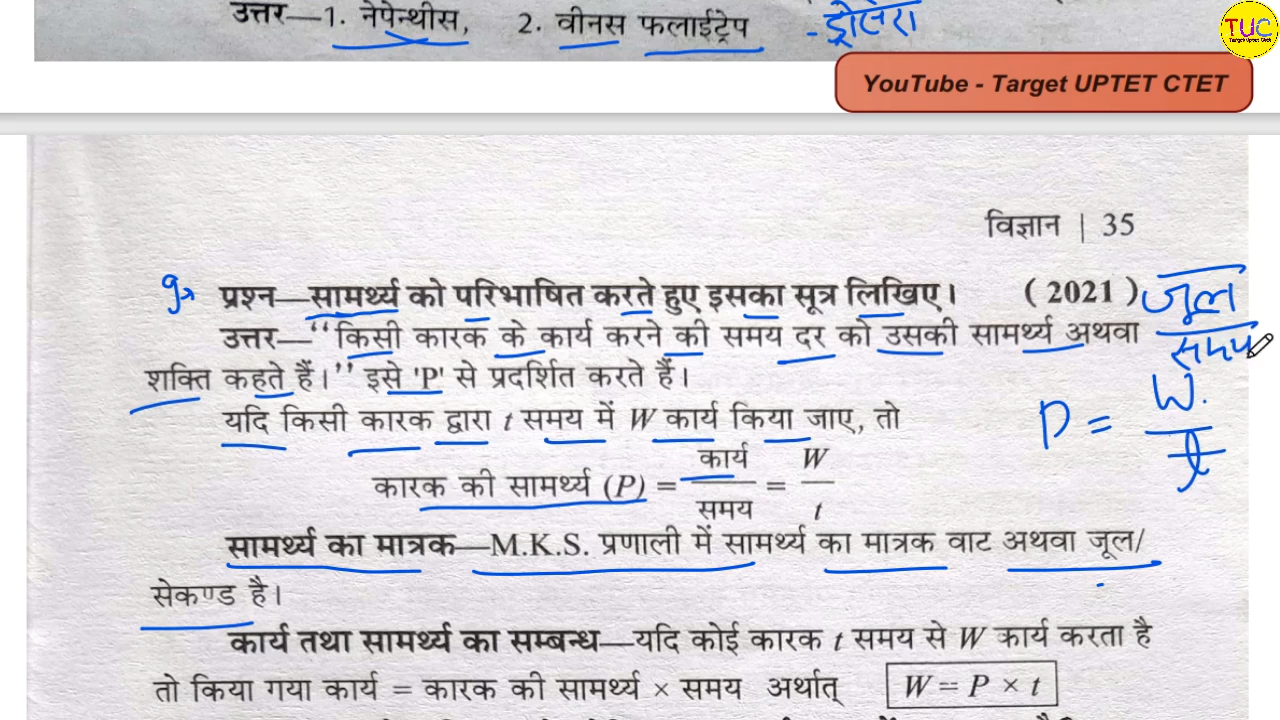 उत्तर—1. नेपेन्थीस, 2. वीनस फलाईट्रेप - ड्रोसेरा
TUC
Target Uptet Ctet
YouTube - Target UPTET CTET
विज्ञान | 35
प्रश्न—सामर्थ्य को परिभाषित करते हुए इसका सूत्र लिखिए। ( 2021 )
जूल
उत्तर—‘‘किसी कारक के कार्य करने की समय दर को उसकी सामर्थ्य अथवा
समय
शक्ति कहते हैं।’’ इसे 'P' से प्रदर्शित करते हैं।
यदि किसी कारक द्वारा t समय में W कार्य किया जाए, तो
P = W. / t
कारक की सामर्थ्य (P) = कार्य / समय = W / t
सामर्थ्य का मात्रक—M.K.S. प्रणाली में सामर्थ्य का मात्रक वाट अथवा जूल/
सेकण्ड है।
कार्य तथा सामर्थ्य का सम्बन्ध—यदि कोई कारक t समय से W कार्य करता है
तो किया गया कार्य = कारक की सामर्थ्य × समय अर्थात् W = P × t